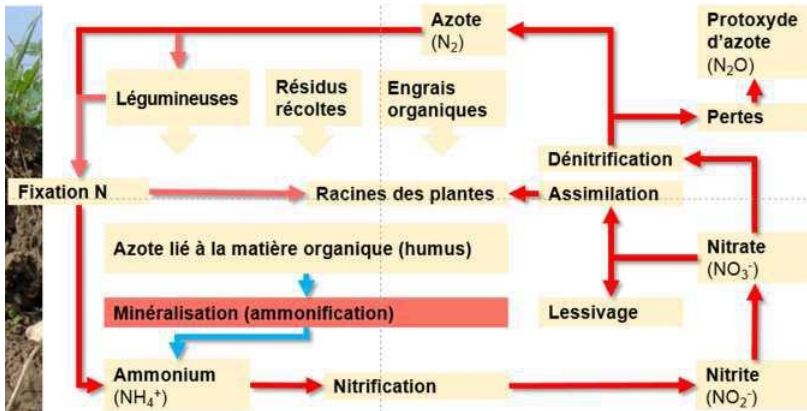 Azote
(N₂)
Protoxyde
d'azote
(N₂O)
Légumineuses
Résidus
récoltes
Engrais
organiques
Pertes
Dénitrification
Fixation N
Racines des plantes
Assimilation
Azote lié à la matière organique (humus)
Nitrate
(NO₃⁻)
Minéralisation (ammonification)
Lessivage
Ammonium
(NH₄⁺)
Nitrification
Nitrite
(NO₂⁻)